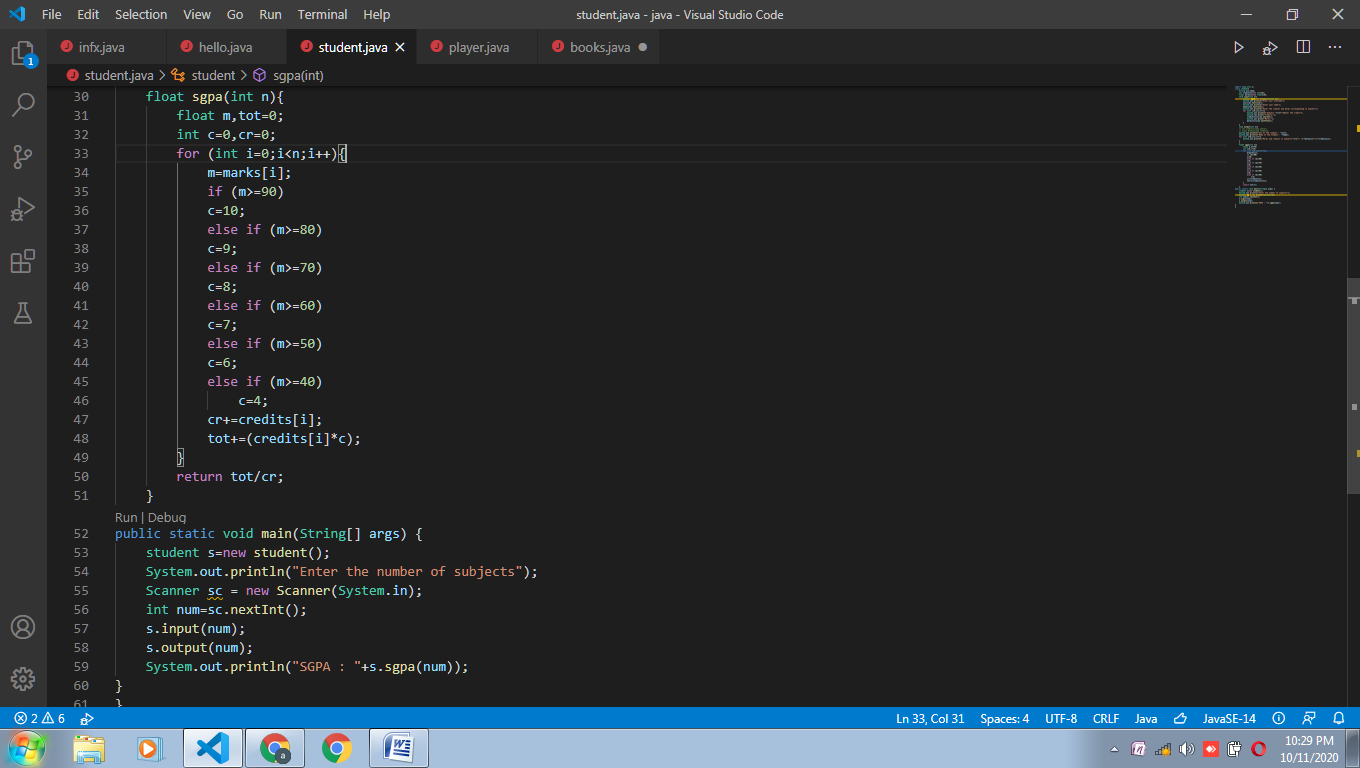 File Edit Selection View Go Run Terminal Help student.java - java - Visual Studio Code
infx.java hello.java student.java player.java books.java
student.java > student > sgpa(int)
30 float sgpa(int n){
31 float m,tot=0;
32 int c=0,cr=0;
33 for (int i=0;i<n;i++){
34 m=marks[i];
35 if (m>=90)
36 c=10;
37 else if (m>=80)
38 c=9;
39 else if (m>=70)
40 c=8;
41 else if (m>=60)
42 c=7;
43 else if (m>=50)
44 c=6;
45 else if (m>=40)
46 c=4;
47 cr+=credits[i];
48 tot+=(credits[i]*c);
49 }
50 return tot/cr;
51 }
Run | Debug
52 public static void main(String[] args) {
53 student s=new student();
54 System.out.println("Enter the number of subjects");
55 Scanner sc = new Scanner(System.in);
56 int num=sc.nextInt();
57 s.input(num);
58 s.output(num);
59 System.out.println("SGPA : "+s.sgpa(num));
60 }
61 }
1
2 6 Ln 33, Col 31 Spaces: 4 UTF-8 CRLF Java JavaSE-14
a
10:29 PM
10/11/2020